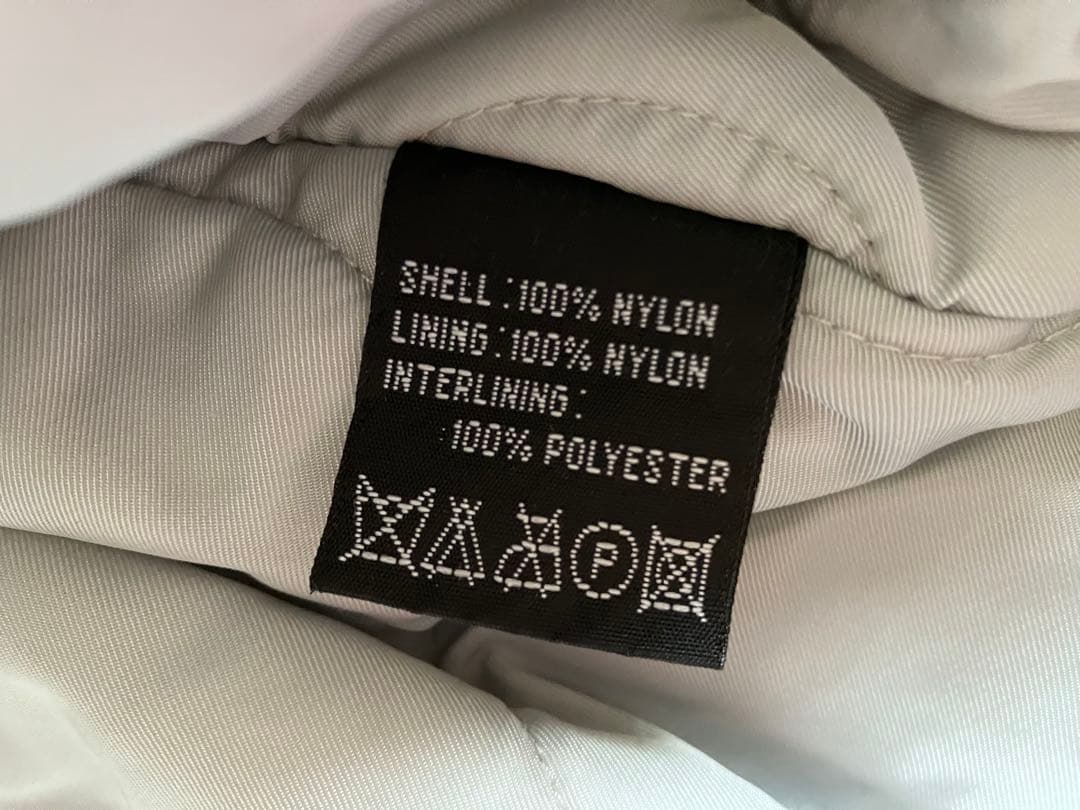 SHELL :100% NYLON
LINING :100% NYLON
INTERLINING :
:100% POLYESTER
P